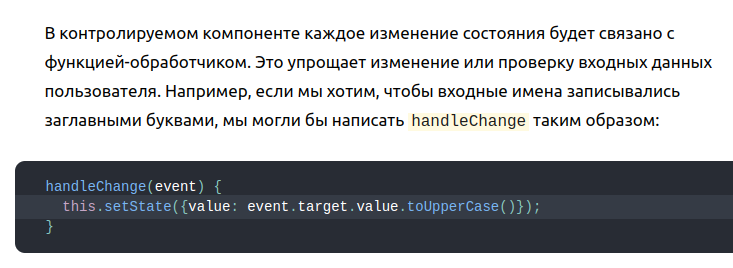 В контролируемом компоненте каждое изменение состояния будет связано с
функцией-обработчиком. Это упрощает изменение или проверку входных данных
пользователя. Например, если мы хотим, чтобы входные имена записывались
заглавными буквами, мы могли бы написать handleChange таким образом:
handleChange(event) {
  this.setState({value: event.target.value.toUpperCase()});
}